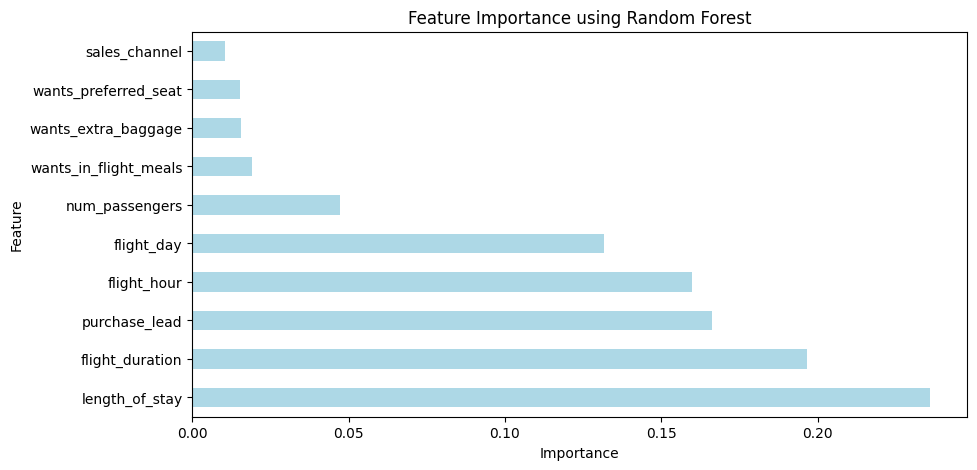 Feature Importance using Random Forest
sales_channel
wants_preferred_seat
wants_extra_baggage
wants_in_flight_meals
num_passengers
flight_day
flight_hour
purchase_lead
flight_duration
length_of_stay
Feature
0.00 0.05 0.10 0.15 0.20
Importance